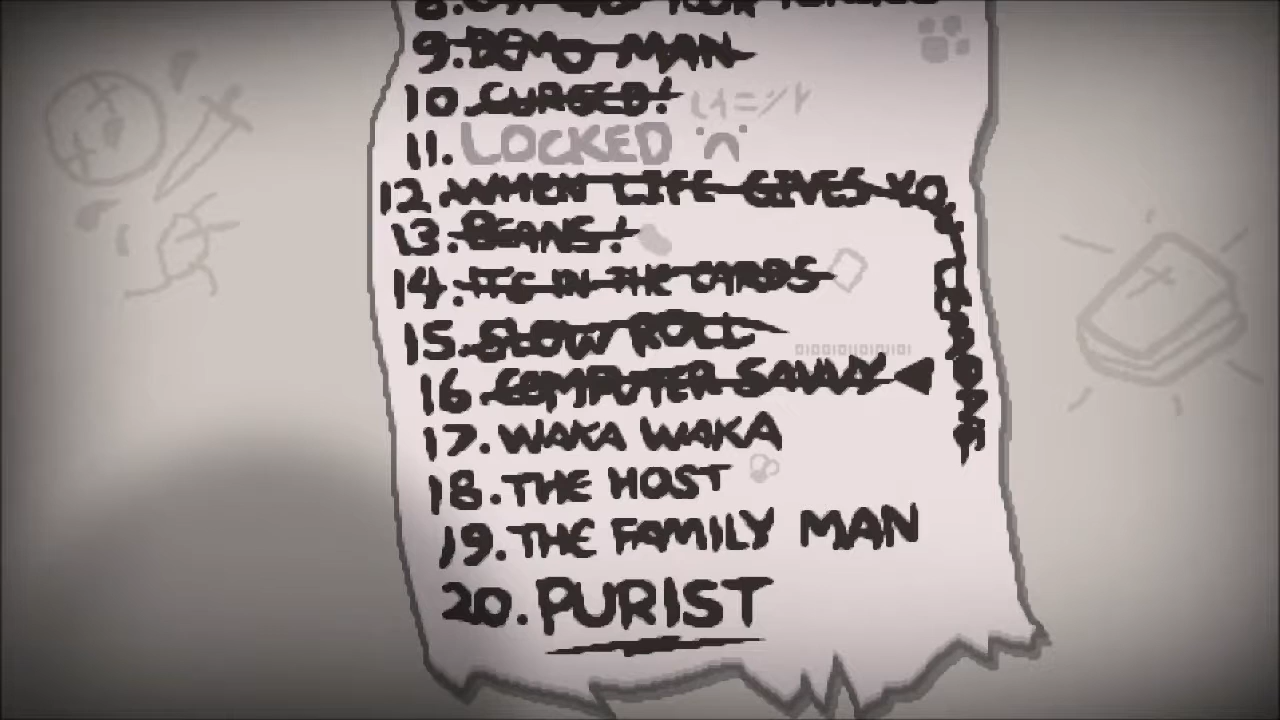 9. DEMO MAN
10. CURSED!
11. LOCKED
12. WHEN LIFE GIVES YOU LEMONS
13. BEANS!
14. IT'S IN THE CARDS
15. SLOW ROLL
16. COMPUTER SAVVY
17. WAKA WAKA
18. THE HOST
19. THE FAMILY MAN
20. PURIST